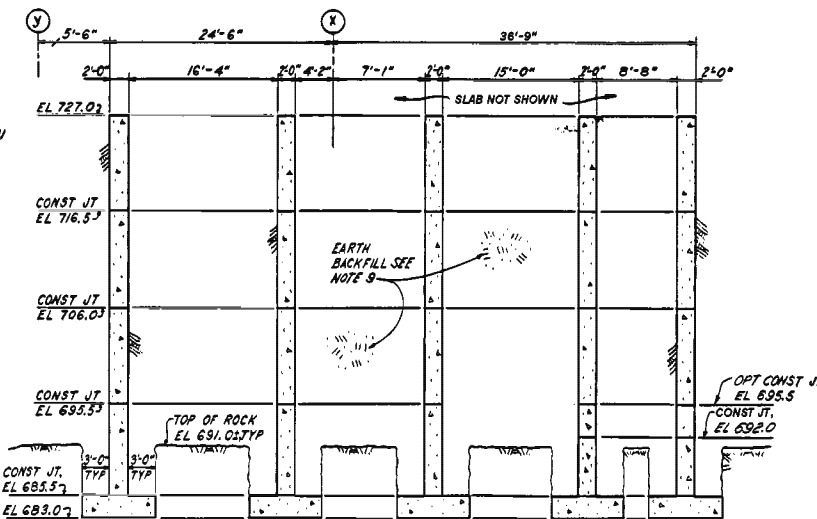 Y
X
5'-6"
24'-6"
36'-9"
2'-0"
16'-4"
2'-0"
4'-2"
7'-1"
2'-0"
15'-0"
2'-0"
8'-8"
2'-0"
SLAB NOT SHOWN
EL 727.0
CONST JT
EL 716.5
EARTH
BACKFILL SEE
NOTE 9
CONST JT
EL 706.0
CONST JT
EL 695.5
OPT CONST J
EL 695.5
CONST JT,
EL 692.0
TOP OF ROCK
EL 691.0±TYP
3'-0"
TYP
3'-0"
TYP
CONST JT,
EL 685.5
EL 683.0